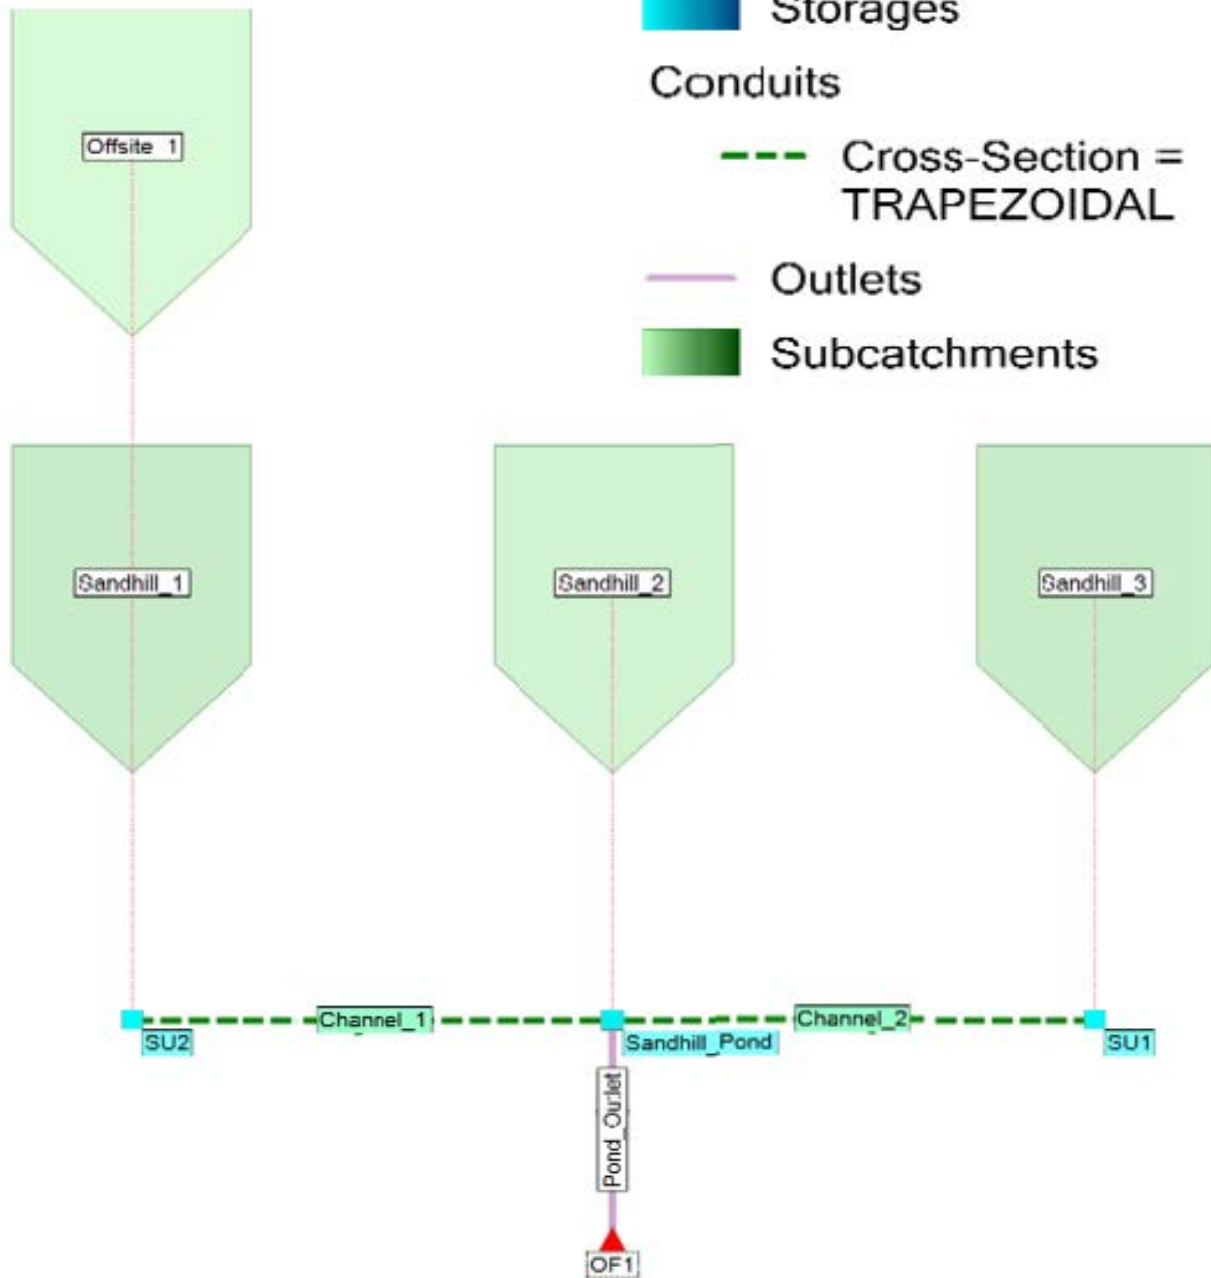 Storages
Conduits
Cross-Section =
TRAPEZOIDAL
Outlets
Subcatchments
Offsite_1
Sandhill_1
Sandhill_2
Sandhill_3
Channel_1
Channel_2
SU2
Sandhill_Pond
SU1
Pond_Outlet
OF1